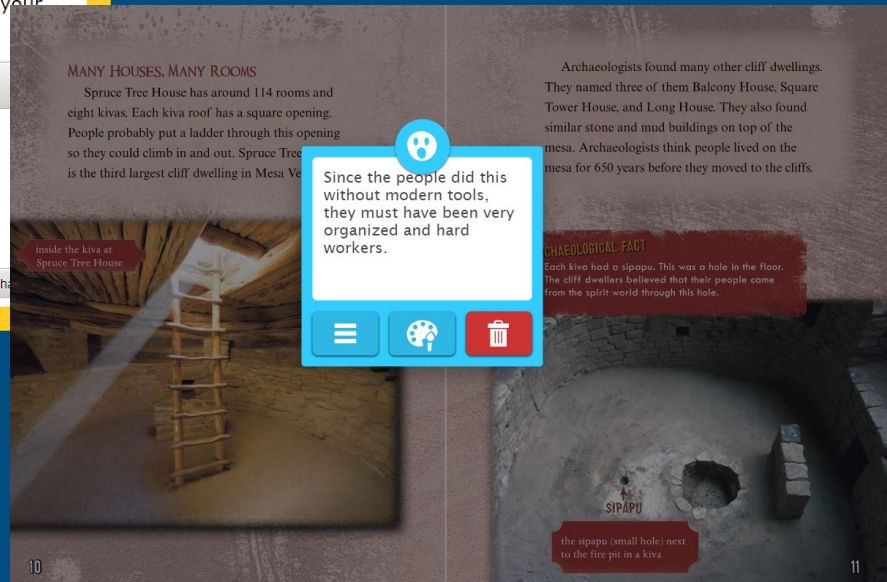 your
ha
MANY HOUSES, MANY ROOMS
Spruce Tree House has around 114 rooms and
eight kivas. Each kiva roof has a square opening.
People probably put a ladder through this opening
so they could climb in and out. Spruce Tree
is the third largest cliff dwelling in Mesa Ve
inside the kiva at
Spruce Tree House
10
Since the people did this
without modern tools,
they must have been very
organized and hard
workers.
Archaeologists found many other cliff dwellings.
They named three of them Balcony House, Square
Tower House, and Long House. They also found
similar stone and mud buildings on top of the
mesa. Archaeologists think people lived on the
mesa for 650 years before they moved to the cliffs.
CHAEOLOGICAL FACT
Each kiva had a sipapu. This was a hole in the floor.
The cliff dwellers believed that their people came
from the spirit world through this hole.
SIPAPU
the sipapu (small hole) next
to the fire pit in a kiva
11